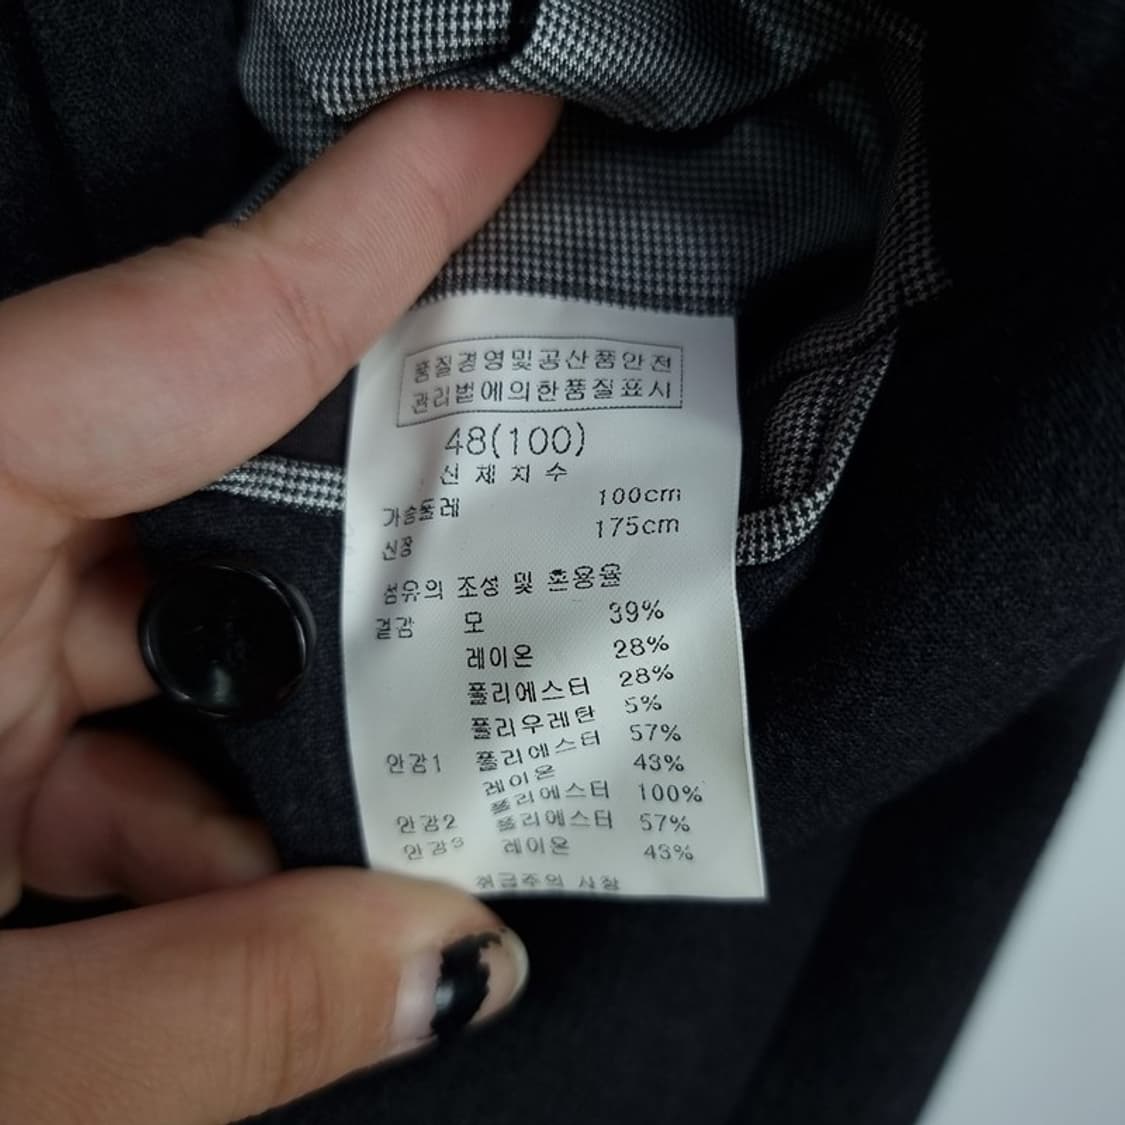 품질경영및공산품안전
관리법에의한품질표시
48(100)
신체치수
가슴둘레 100cm
신장 175cm
섬유의 조성 및 혼용율
겉감 모 39%
레이온 28%
폴리에스터 28%
폴리우레탄 5%
안감1 폴리에스터 57%
레이온 43%
폴리에스터 100%
안감2 폴리에스터 57%
안감3 레이온 43%
취급주의 사항